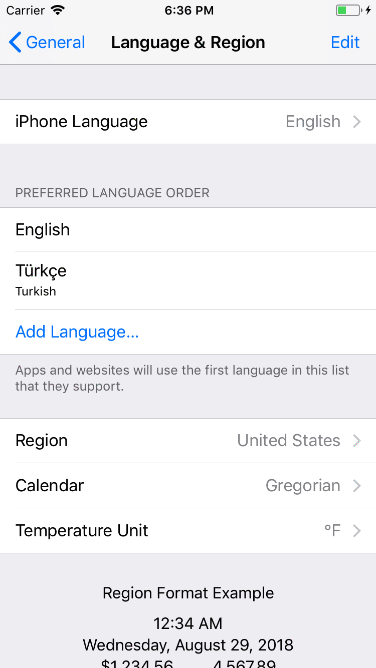 Carrier 6:36 PM
General Language & Region Edit
iPhone Language English
PREFERRED LANGUAGE ORDER
English
Türkçe
Turkish
Add Language...
Apps and websites will use the first language in this list
that they support.
Region United States
Calendar Gregorian
Temperature Unit °F
Region Format Example
12:34 AM
Wednesday, August 29, 2018
$1,234.56 4,567.89